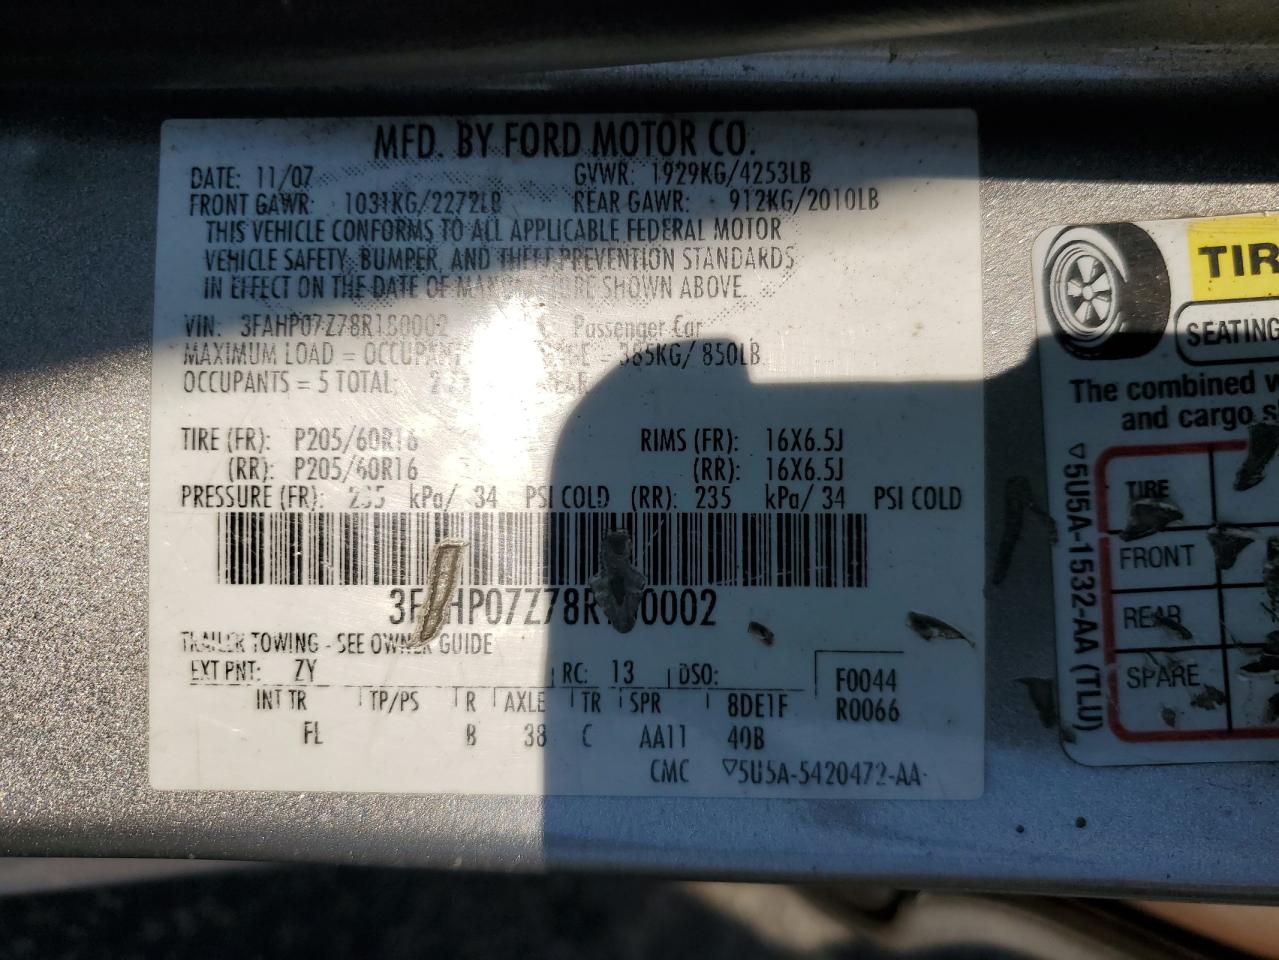 MFD. BY FORD MOTOR CO.
DATE: 11/07 GVWR: 1929KG/4253LB
FRONT GAWR: 1031KG/2272LB REAR GAWR: 912KG/2010LB
THIS VEHICLE CONFORMS TO ALL APPLICABLE FEDERAL MOTOR
VEHICLE SAFETY, BUMPER, AND THEFT PREVENTION STANDARDS
IN EFFECT ON THE DATE OF MANUFACTURE SHOWN ABOVE.
VIN: 3FAHP07Z78R180002 Passenger Car
MAXIMUM LOAD = 385KG/ 850LB
OCCUPANTS = 5 TOTAL;
TIRE (FR): P205/60R16 RIMS (FR): 16X6.5J
(RR): P205/60R16 (RR): 16X6.5J
PRESSURE (FR): 235 kPa/ 34 PSI COLD (RR): 235 kPa/ 34 PSI COLD
TRAILER TOWING - SEE OWNER GUIDE
EXT PNT: ZY RC: 13 DSO: F0044
INT TR TP/PS R AXLE TR SPR 8DE1F R0066
FL B 38 C AA11 40B
CMC ▽5U5A-5420472-AA
SEATING
The combined
and cargo
TIRE
FRONT
REAR
SPARE
▽5U5A-1532-AA (TLU)